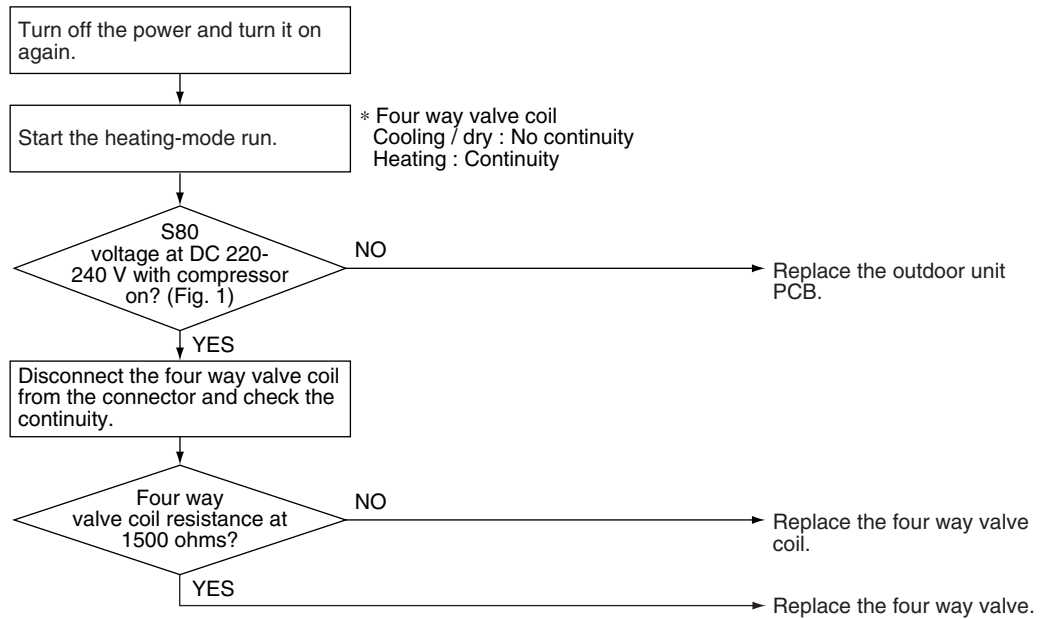 Turn off the power and turn it on
again.
Start the heating-mode run.
* Four way valve coil
Cooling / dry : No continuity
Heating : Continuity
S80
voltage at DC 220-
240 V with compressor
on? (Fig. 1)
NO
Replace the outdoor unit
PCB.
YES
Disconnect the four way valve coil
from the connector and check the
continuity.
Four way
valve coil resistance at
1500 ohms?
NO
Replace the four way valve
coil.
YES
Replace the four way valve.